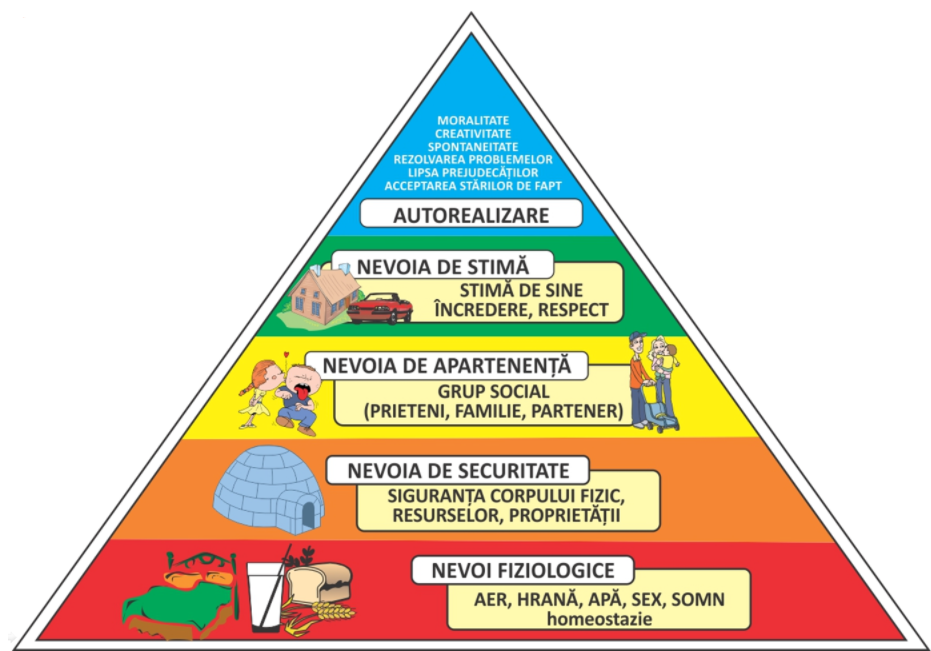 MORALITATE
CREATIVITATE
SPONTANEITATE
REZOLVAREA PROBLEMELOR
LIPSA PREJUDECĂȚILOR
ACCEPTAREA STĂRILOR DE FAPT
AUTOREALIZARE
NEVOIA DE STIMĂ
STIMĂ DE SINE
ÎNCREDERE, RESPECT
NEVOIA DE APARTENENȚĂ
GRUP SOCIAL
(PRIETENI, FAMILIE, PARTENER)
NEVOIA DE SECURITATE
SIGURANȚA CORPULUI FIZIC,
RESURSELOR, PROPRIETĂȚII
NEVOI FIZIOLOGICE
AER, HRANĂ, APĂ, SEX, SOMN
homeostazie